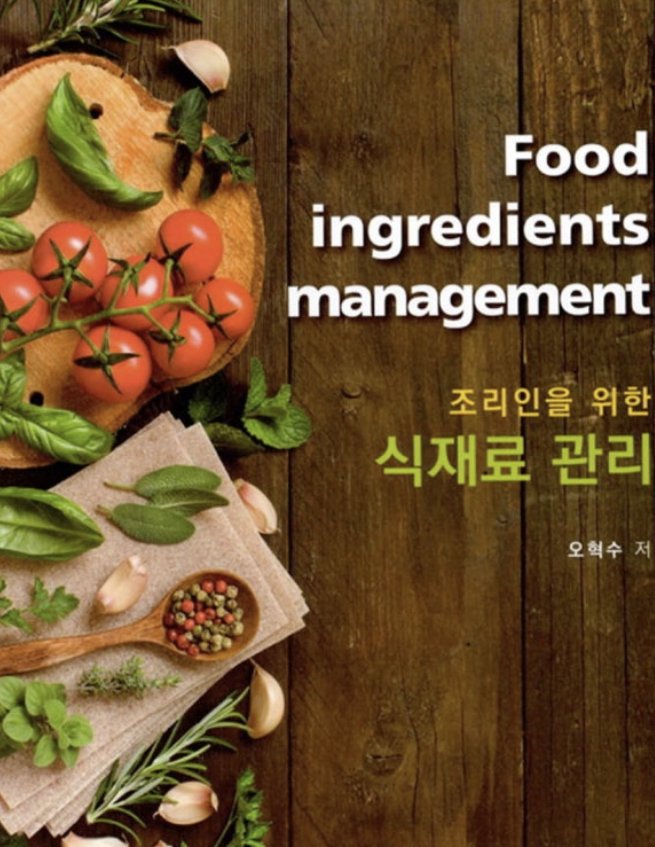 Food
ingredients
management
조리인을 위한
식재료 관리
오혁수 저